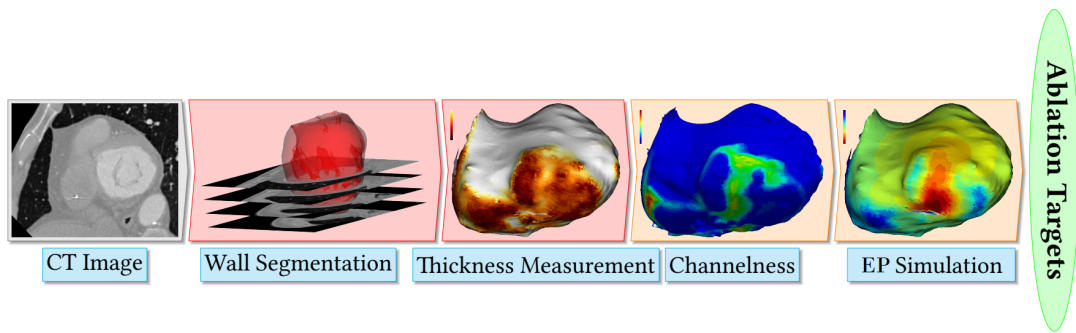 CT Image
Wall Segmentation
Thickness Measurement
Channelness
EP Simulation
Ablation Targets